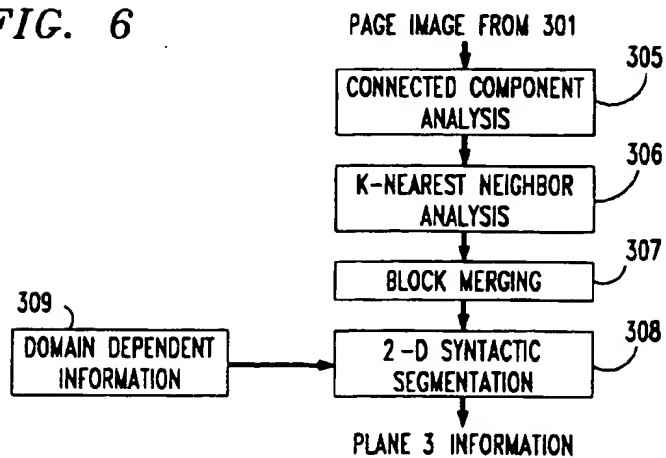 FIG. 6
PAGE IMAGE FROM 301
305
CONNECTED COMPONENT
ANALYSIS
306
K-NEAREST NEIGHBOR
ANALYSIS
307
BLOCK MERGING
309
308
DOMAIN DEPENDENT
INFORMATION
2-D SYNTACTIC
SEGMENTATION
PLANE 3 INFORMATION